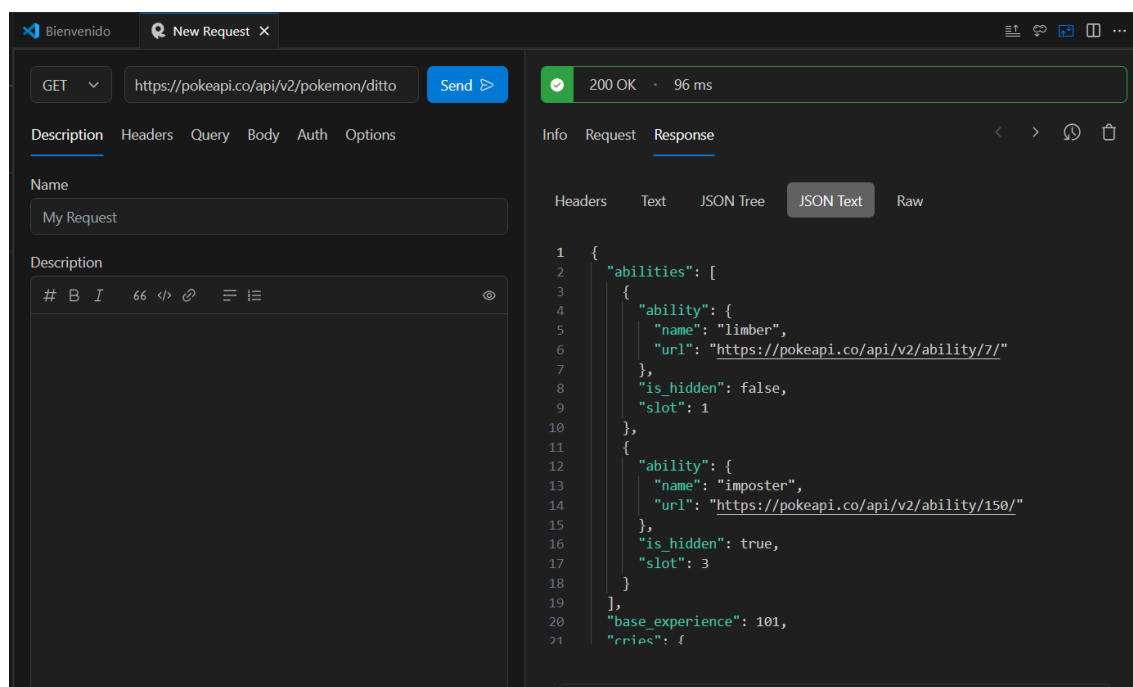 Bienvenido
New Request
GET
https://pokeapi.co/api/v2/pokemon/ditto
Send
Description Headers Query Body Auth Options
Name
My Request
Description
# B I 66 </>
200 OK · 96 ms
Info Request Response
Headers Text JSON Tree JSON Text Raw
1 {
2 "abilities": [
3 {
4 "ability": {
5 "name": "limber",
6 "url": "https://pokeapi.co/api/v2/ability/7/"
7 },
8 "is_hidden": false,
9 "slot": 1
10 },
11 {
12 "ability": {
13 "name": "imposter",
14 "url": "https://pokeapi.co/api/v2/ability/150/"
15 },
16 "is_hidden": true,
17 "slot": 3
18 }
19 ],
20 "base_experience": 101,
21 "cries": {